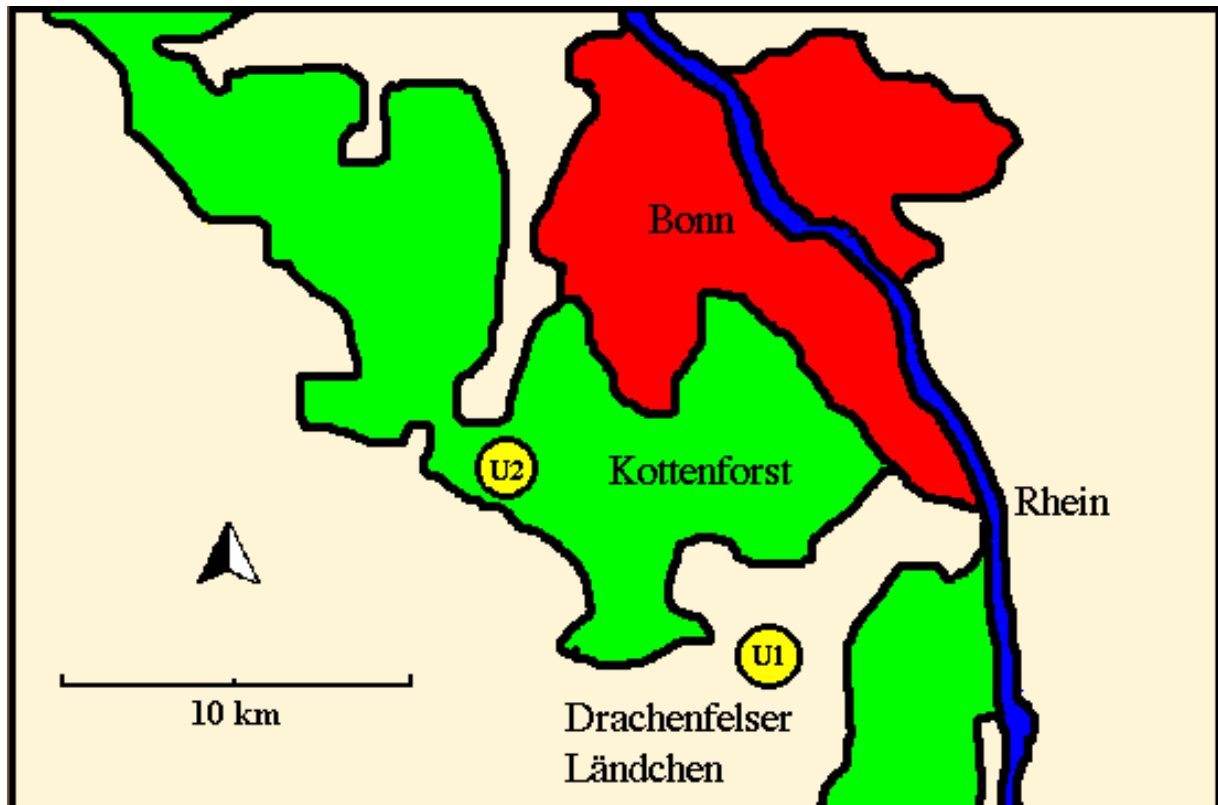 Bonn
U2
Kottenforst
Rhein
U1
10 km
Drachenfelser
Ländchen